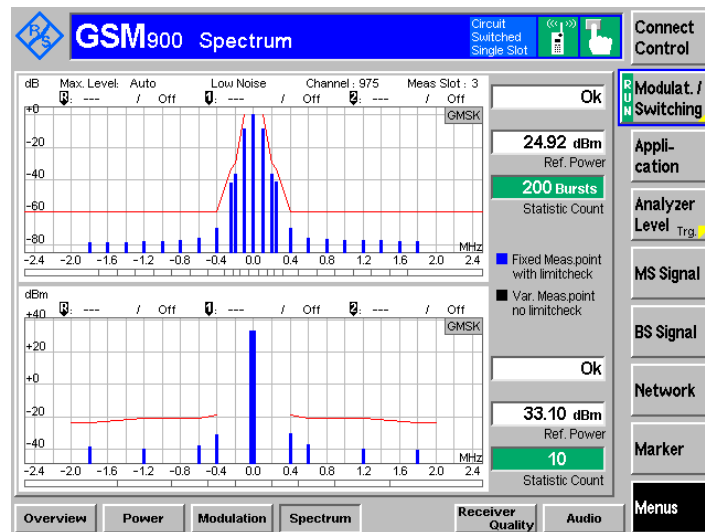 R/S
GSM900 Spectrum
Circuit
Switched
Single Slot
Connect
Control
dB Max. Level: Auto Low Noise Channel : 975 Meas Slot : 3
R: --- / Off 1: --- / Off 2: --- / Off
GMSK
+0
-20
-40
-60
-80
MHz
-2.4 -2.0 -1.6 -1.2 -0.8 -0.4 0.0 0.4 0.8 1.2 1.6 2.0 2.4
Ok
24.92 dBm
Ref. Power
200 Bursts
Statistic Count
Fixed Meas.point
with limitcheck
Var. Meas.point
no limitcheck
dBm
R: --- / Off 1: --- / Off 2: --- / Off
GMSK
+40
+20
+0
-20
-40
MHz
-2.4 -2.0 -1.6 -1.2 -0.8 -0.4 0.0 0.4 0.8 1.2 1.6 2.0 2.4
Ok
33.10 dBm
Ref. Power
10
Statistic Count
RUN
Modulat. /
Switching
Appli-
cation
Analyzer
Level Trg.
MS Signal
BS Signal
Network
Marker
Menus
Overview Power Modulation Spectrum Receiver Quality Audio